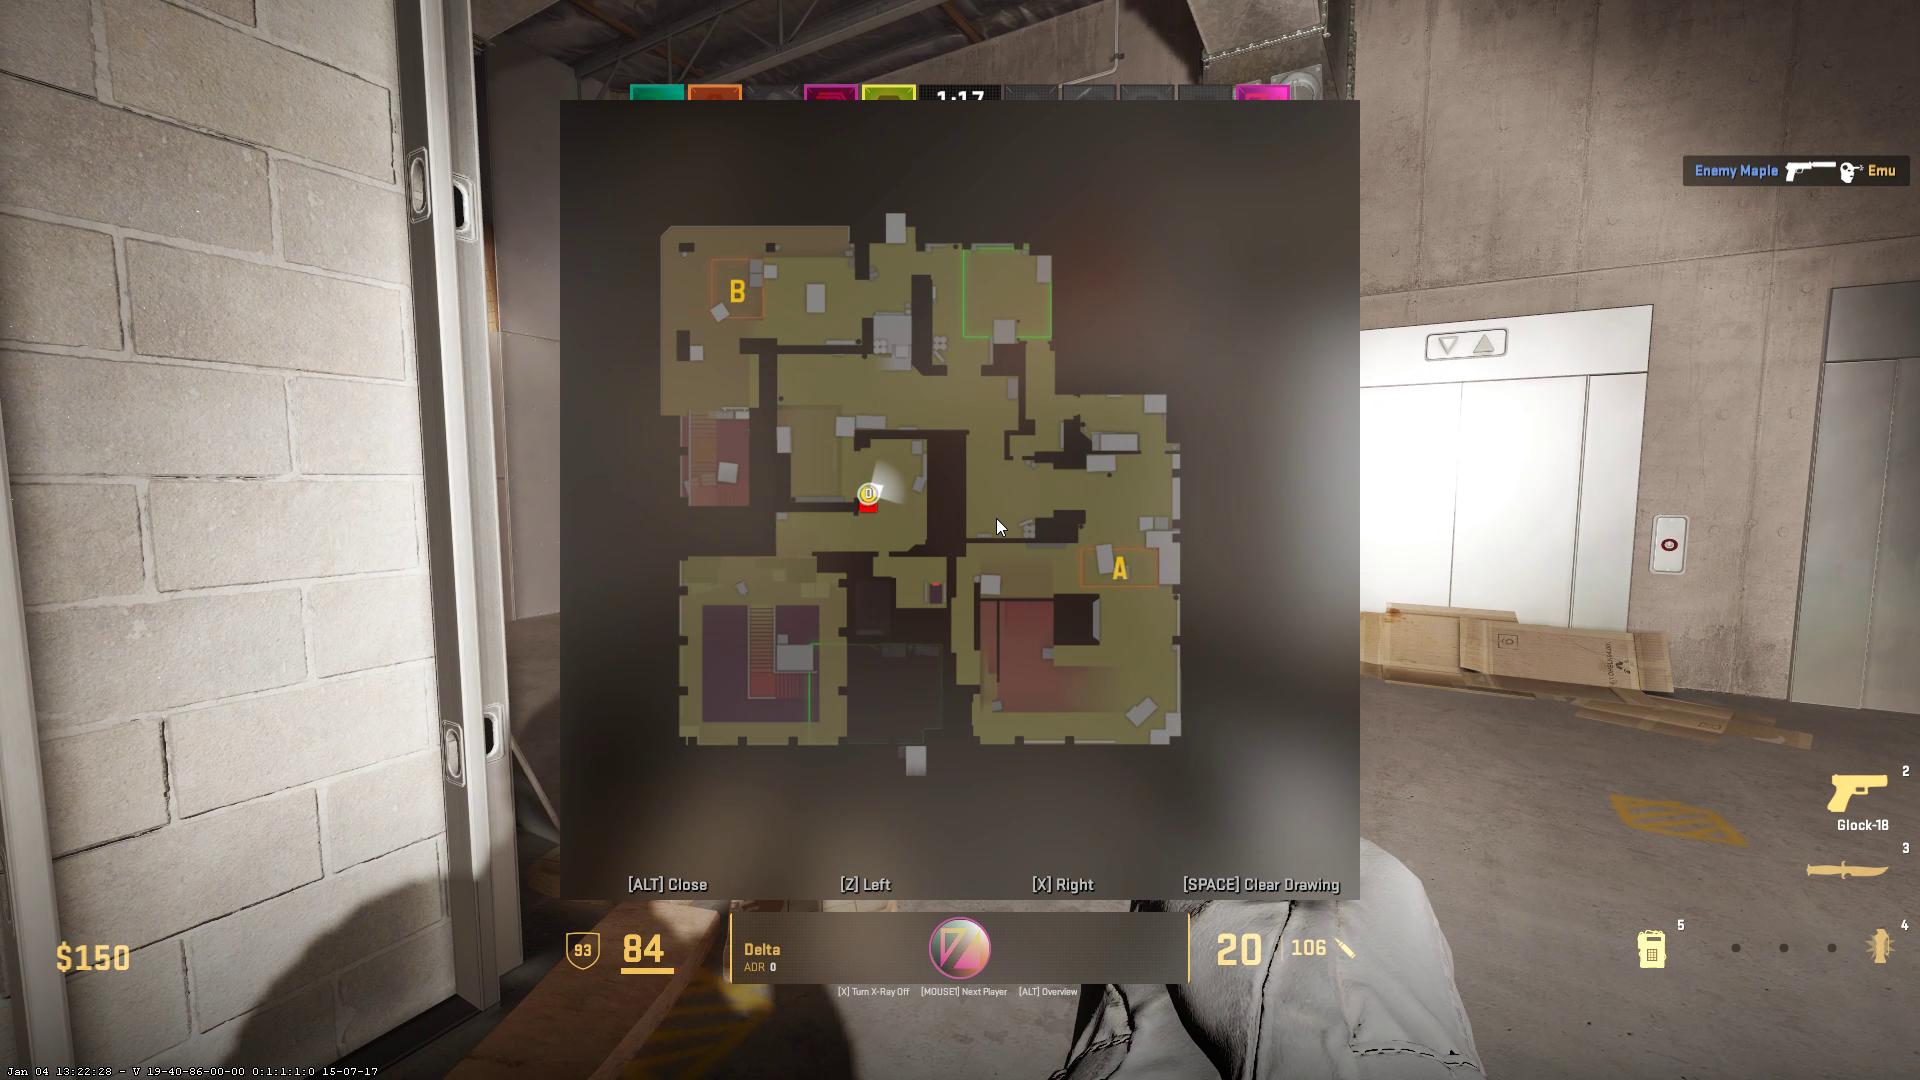 1:17
Enemy Maple Emu
B
0
A
2
Glock-18
3
[ALT] Close [Z] Left [X] Right [SPACE] Clear Drawing
$150
93 84
Delta
ADR 0
20 106
5 4
[X] Turn X-Ray Off [MOUSE1] Next Player [ALT] Overview
Jan 04 13:22:28 - V 19-40-86-00-00 0:1:1:1:0 15-07-17